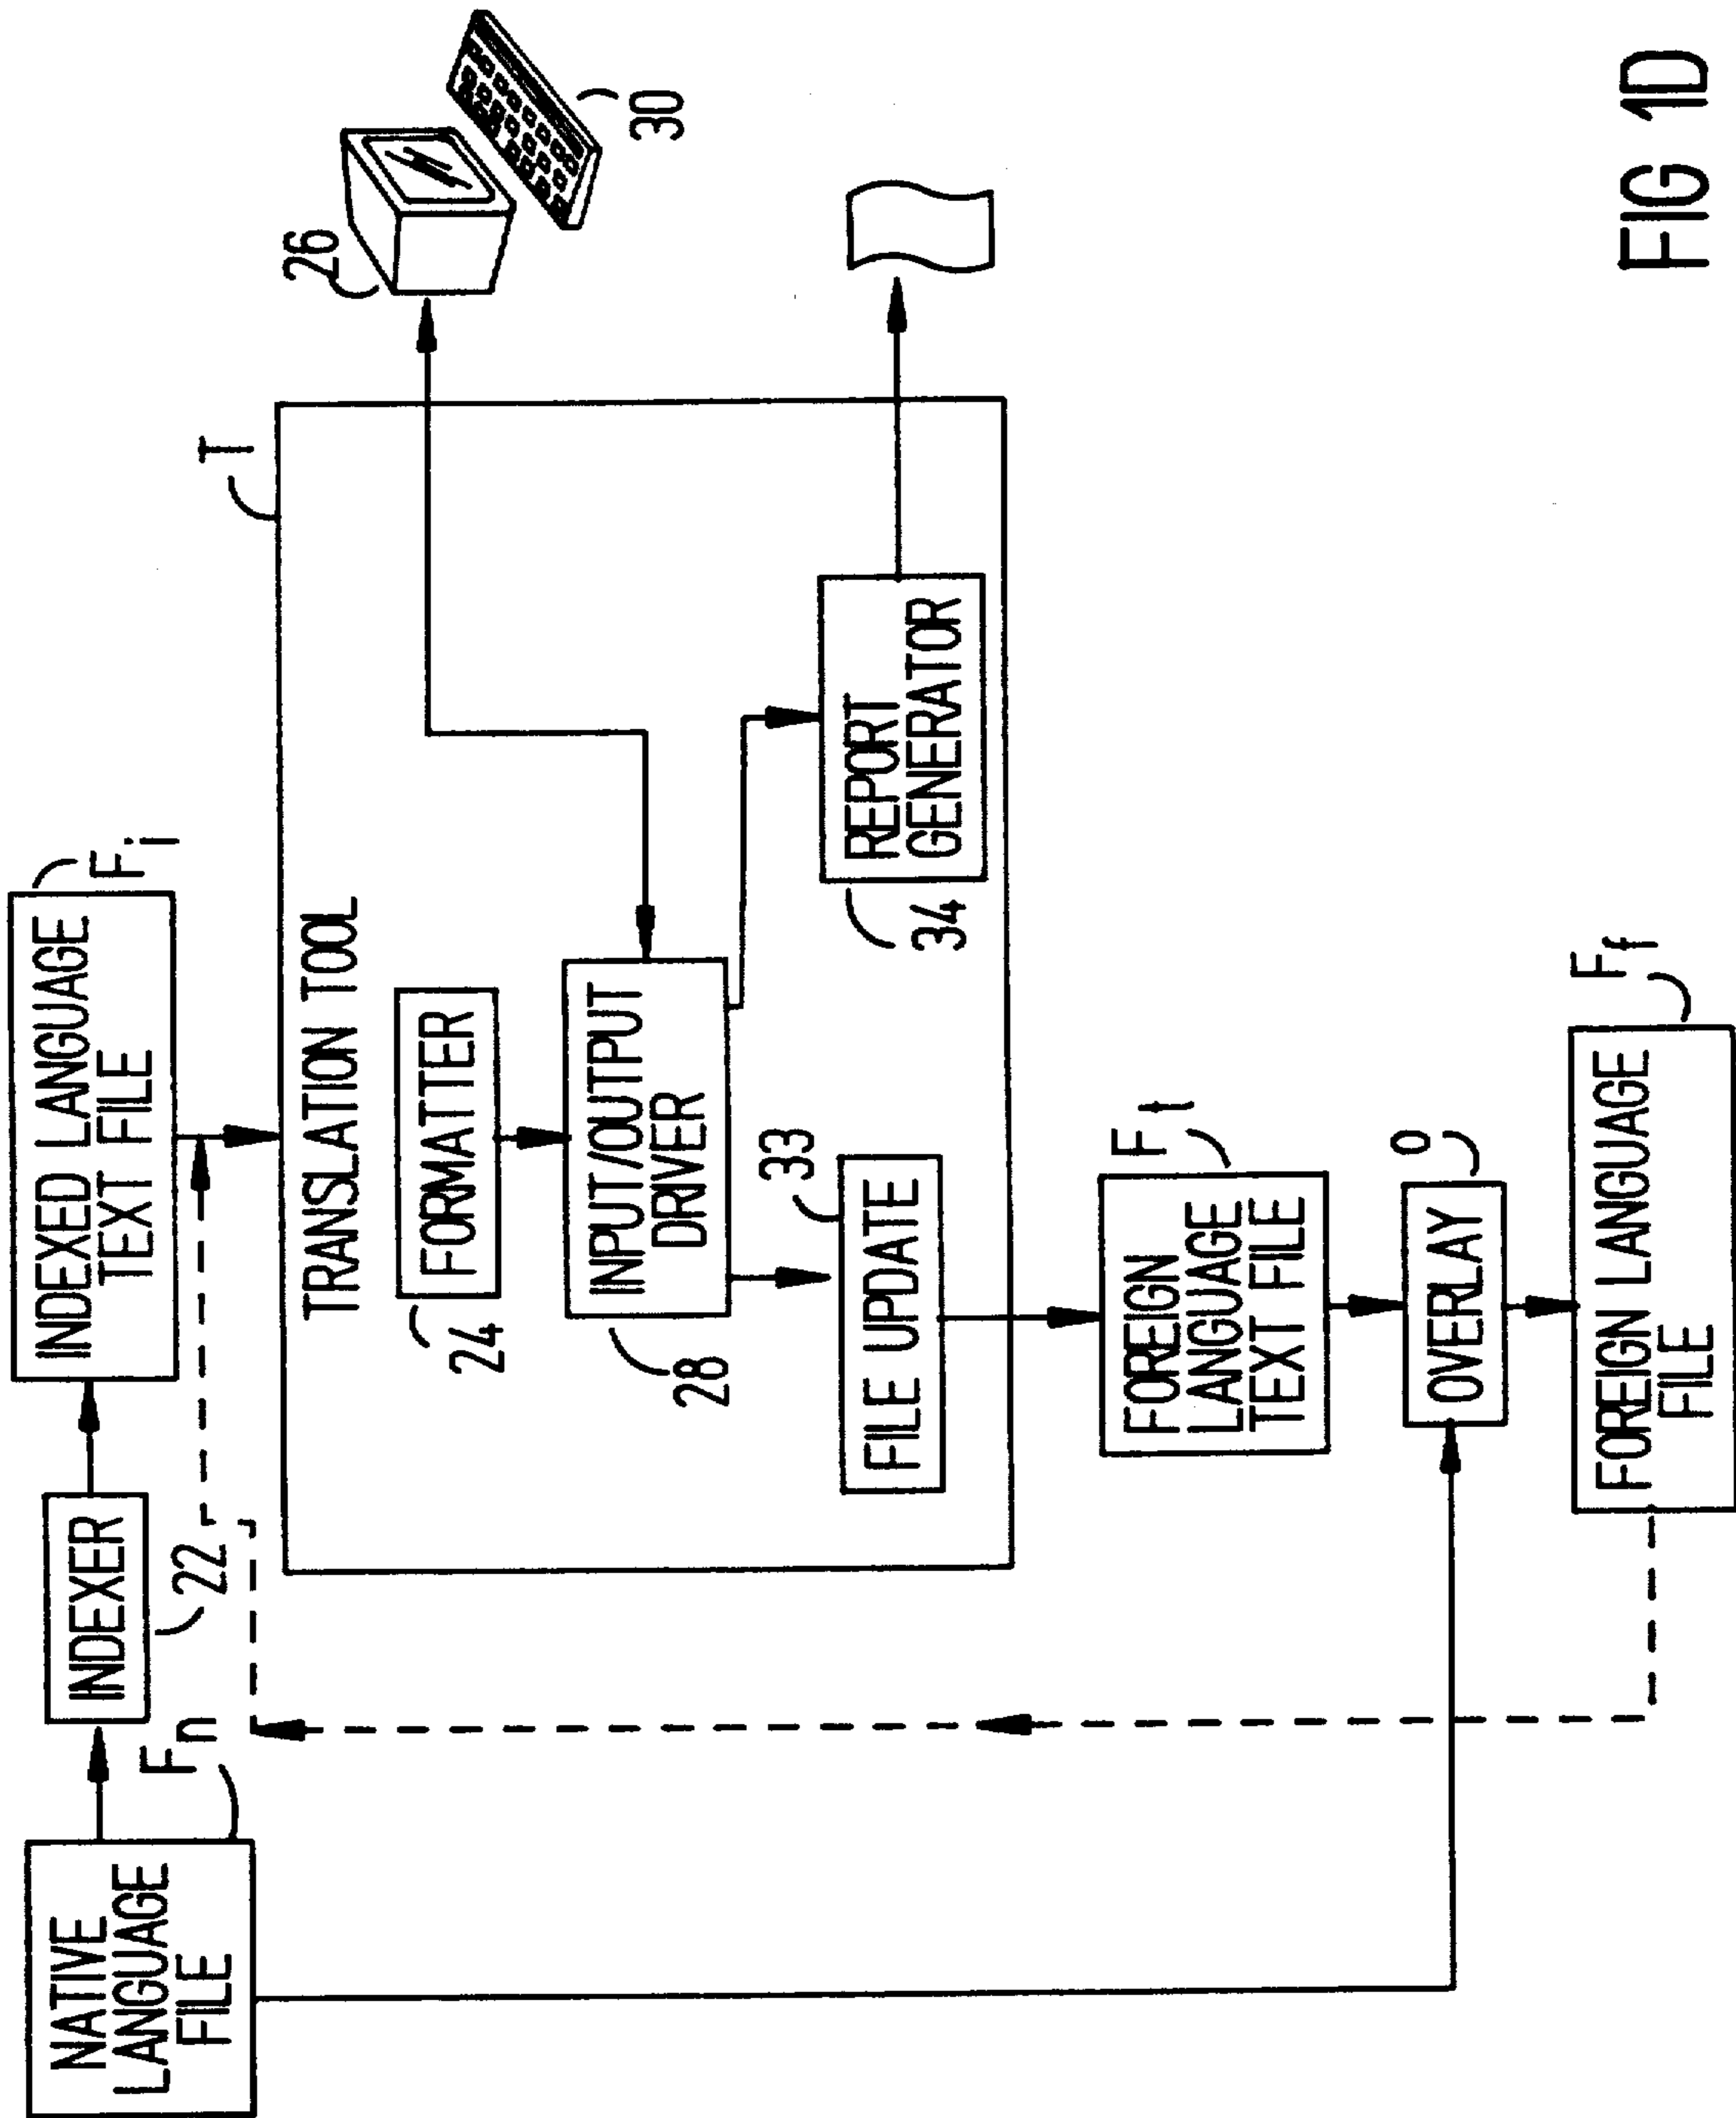 NATIVE
LANGUAGE
FILE
Fn
INDEXER
22
INDEXED LANGUAGE
TEXT FILE
Fi
T
TRANSLATION TOOL
24
FORMATTER
28
INPUT/OUTPUT
DRIVER
26
30
33
FILE UPDATE
34
REPORT
GENERATOR
FOREIGN
LANGUAGE
TEXT FILE
Ft
OVERLAY
O
FOREIGN LANGUAGE
FILE
Ff
FIG 1D